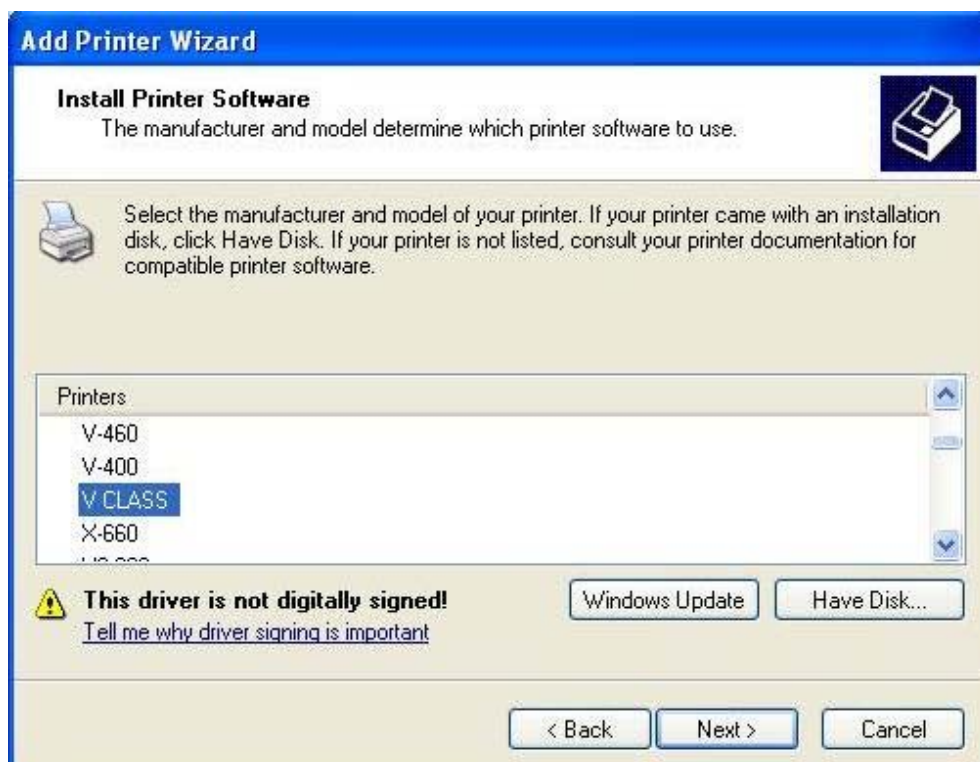 Add Printer Wizard
Install Printer Software
The manufacturer and model determine which printer software to use.
Select the manufacturer and model of your printer. If your printer came with an installation
disk, click Have Disk. If your printer is not listed, consult your printer documentation for
compatible printer software.
Printers
V-460
V-400
V CLASS
X-660
This driver is not digitally signed!
Tell me why driver signing is important
Windows Update
Have Disk...
< Back
Next >
Cancel